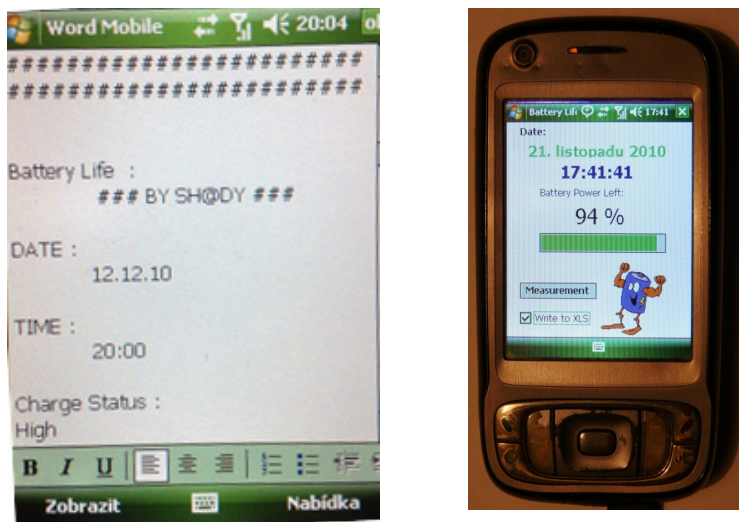 Word Mobile 20:04
########################
########################
Battery Life :
### BY SH@DY ###
DATE :
12.12.10
TIME :
20:00
Charge Status :
High
B I U
Zobrazit Nabídka
Battery Life 17:41
Date:
21. listopadu 2010
17:41:41
Battery Power Left:
94 %
Measurement
Write to XLS